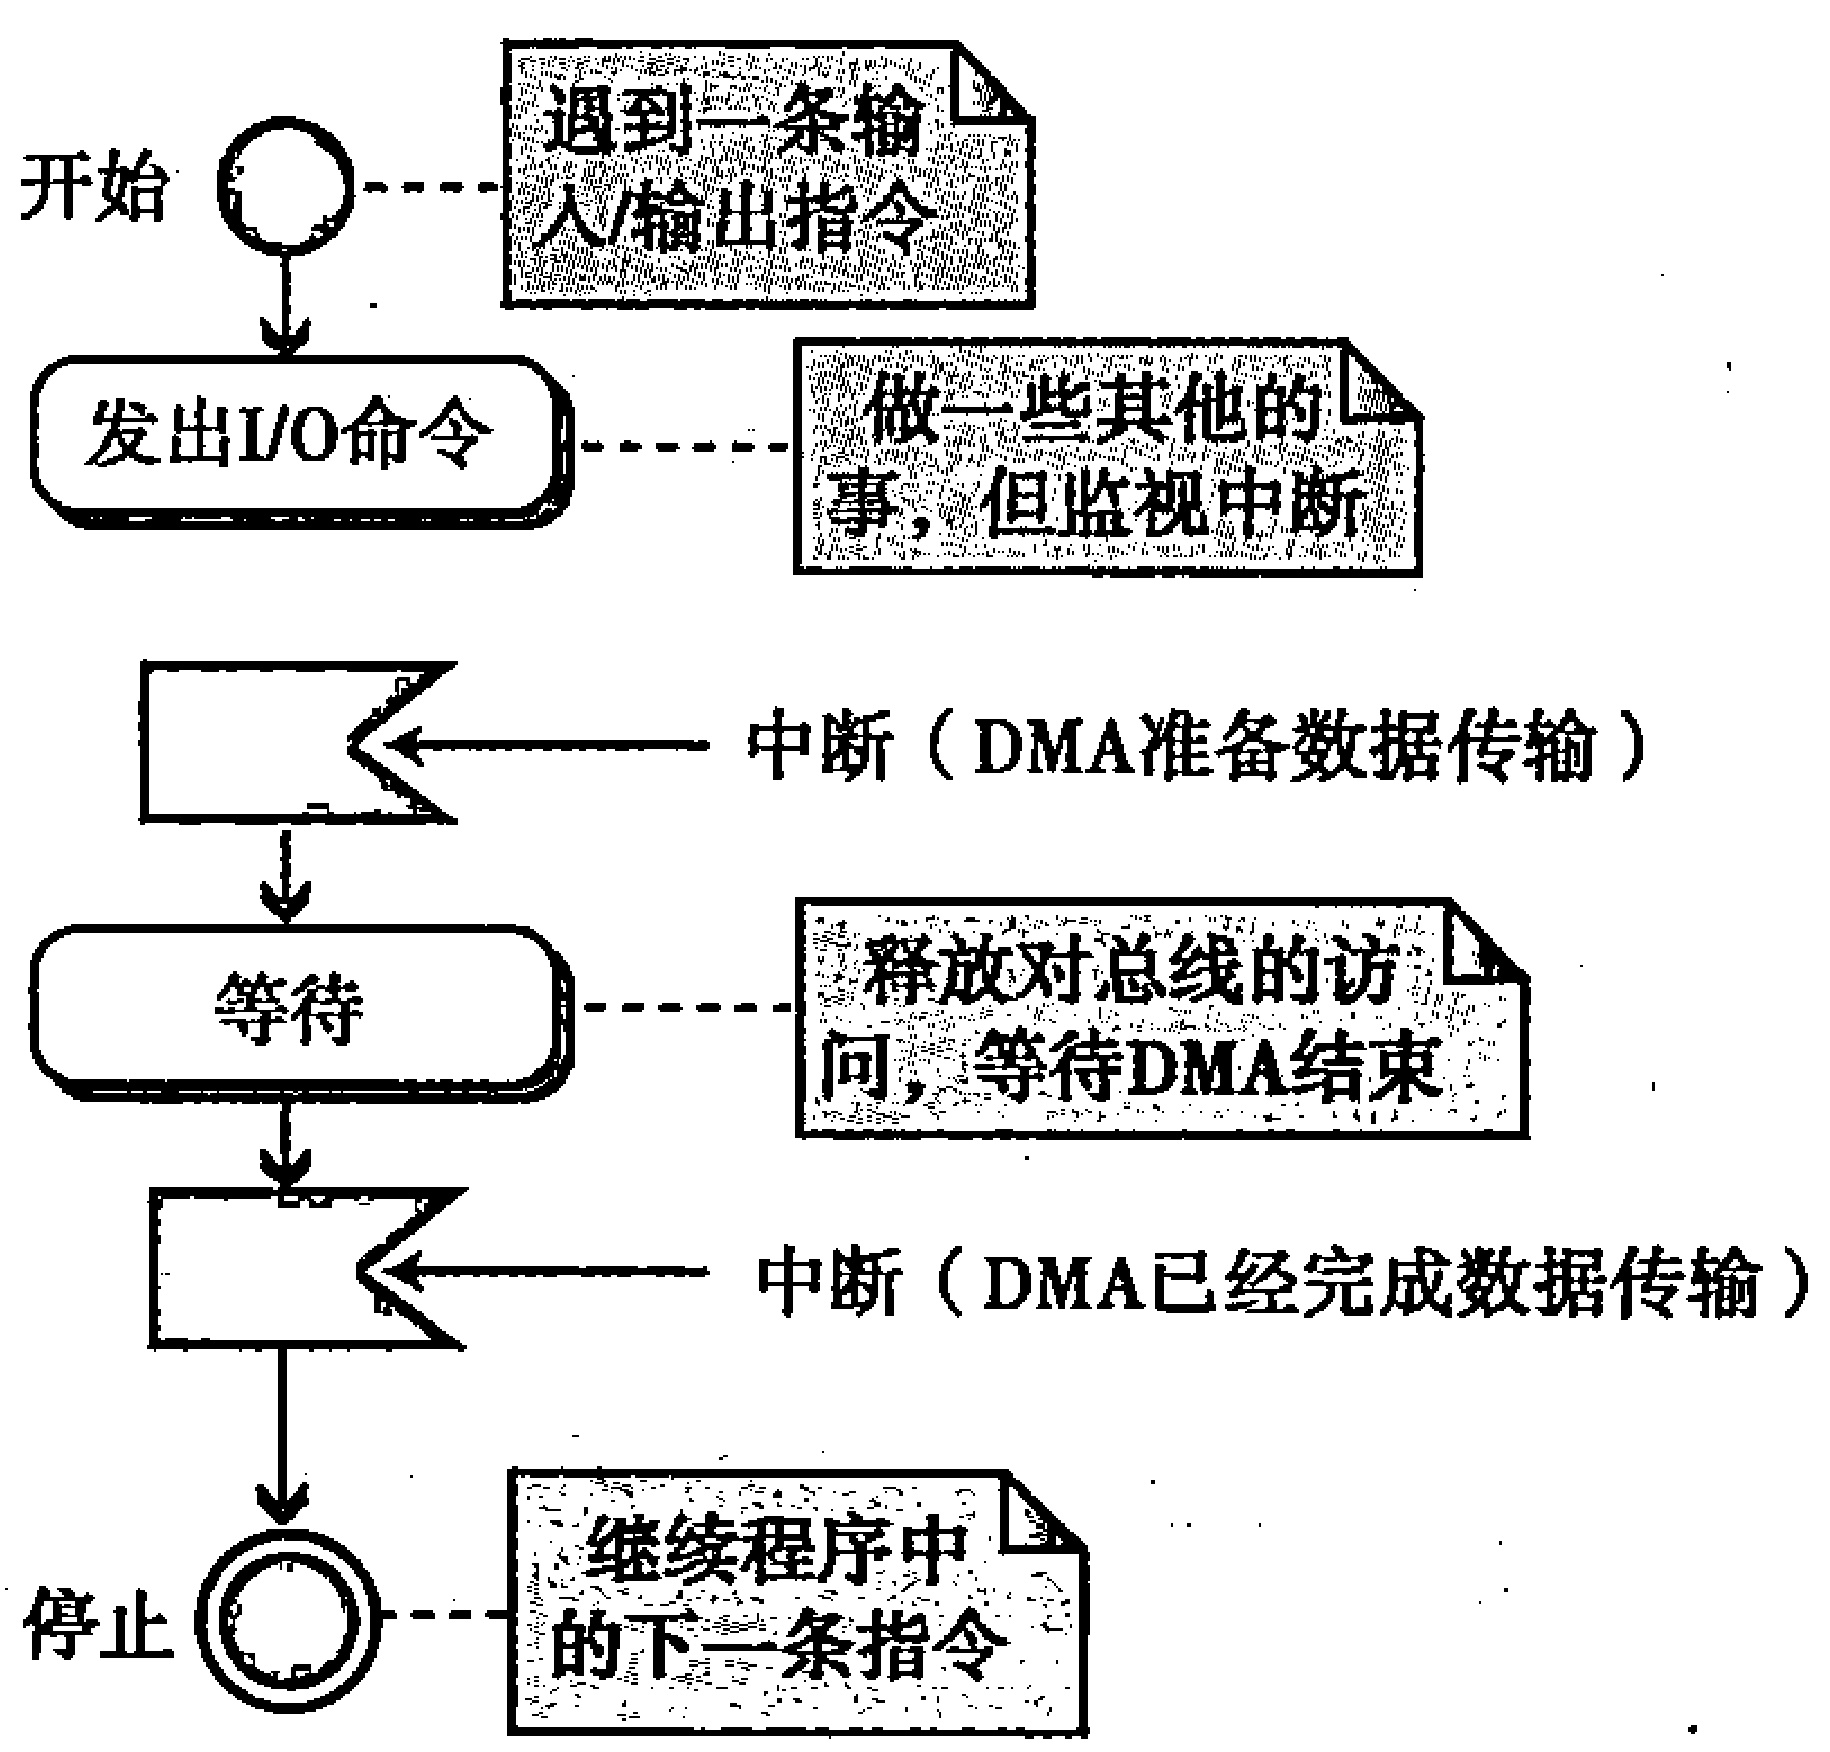 开始
遇到一条输
入/输出指令
发出I/O命令
做一些其他的
事，但监视中断
中断（DMA准备数据传输）
等待
释放对总线的访
问，等待DMA结束
中断（DMA已经完成数据传输）
停止
继续程序中
的下一条指令